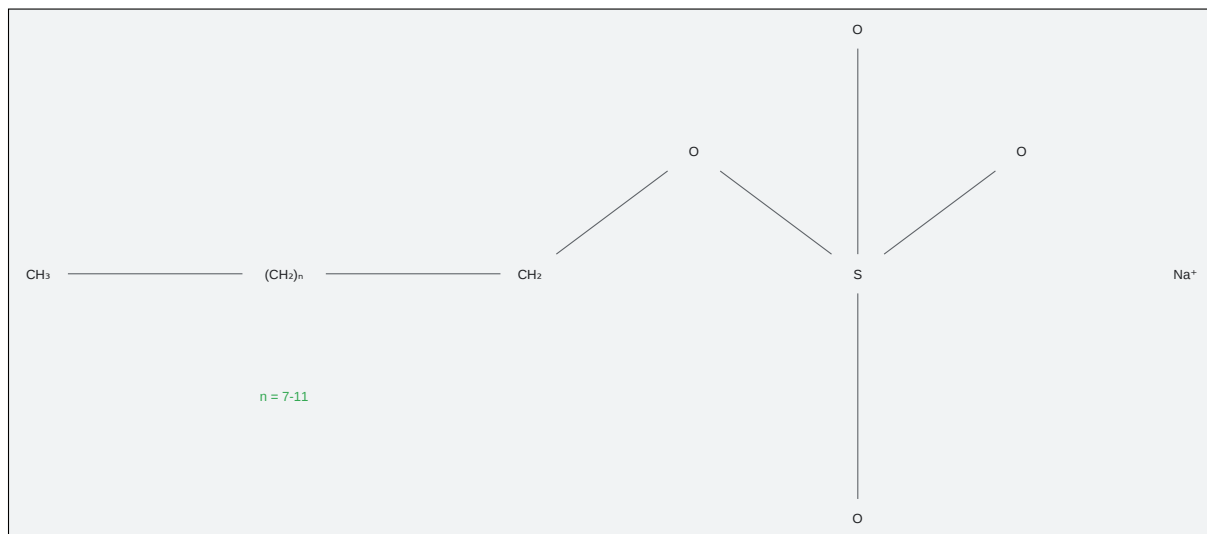 O
O
O
CH₃
(CH₂)ₙ
CH₂
S
Na⁺
n = 7-11
O